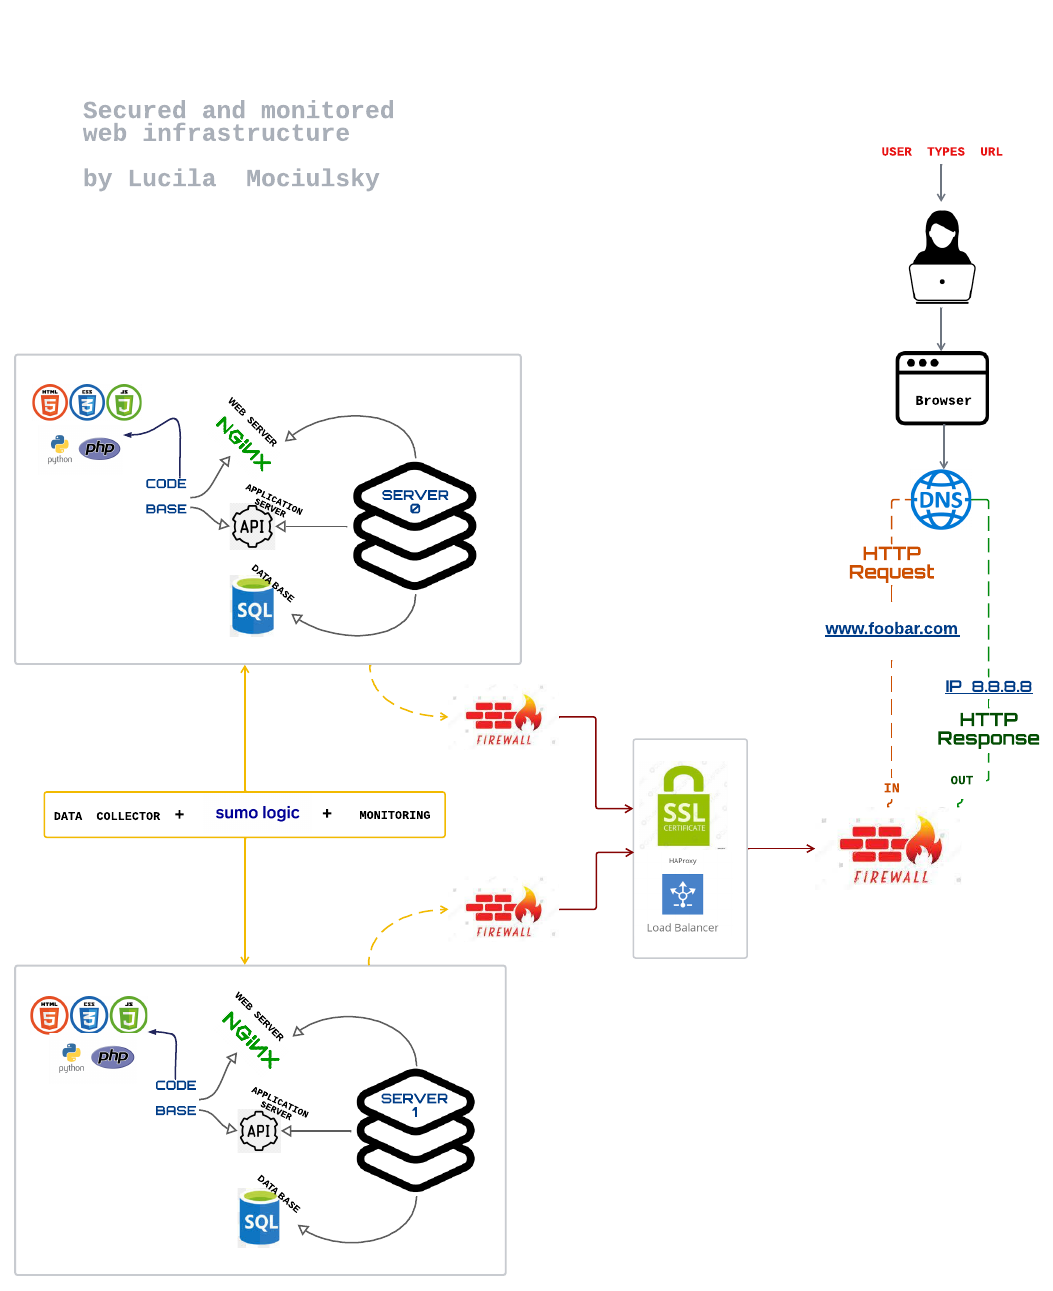 Secured and monitored
web infrastructure
by Lucila Mociulsky
USER TYPES URL
Browser
DNS
HTTP
Request
www.foobar.com
IP 8.8.8.8
HTTP
Response
OUT
IN
FIREWALL
HTML
CSS
JS
5
3
python
php
CODE
BASE
WEB SERVER
NGINX
APPLICATION
SERVER
API
DATA BASE
SQL
SERVER
0
FIREWALL
DATA COLLECTOR + sumo logic + MONITORING
SSL
CERTIFICATE
HAProxy
Load Balancer
FIREWALL
HTML
CSS
JS
5
3
python
php
CODE
BASE
WEB SERVER
NGINX
APPLICATION
SERVER
API
DATA BASE
SQL
SERVER
1